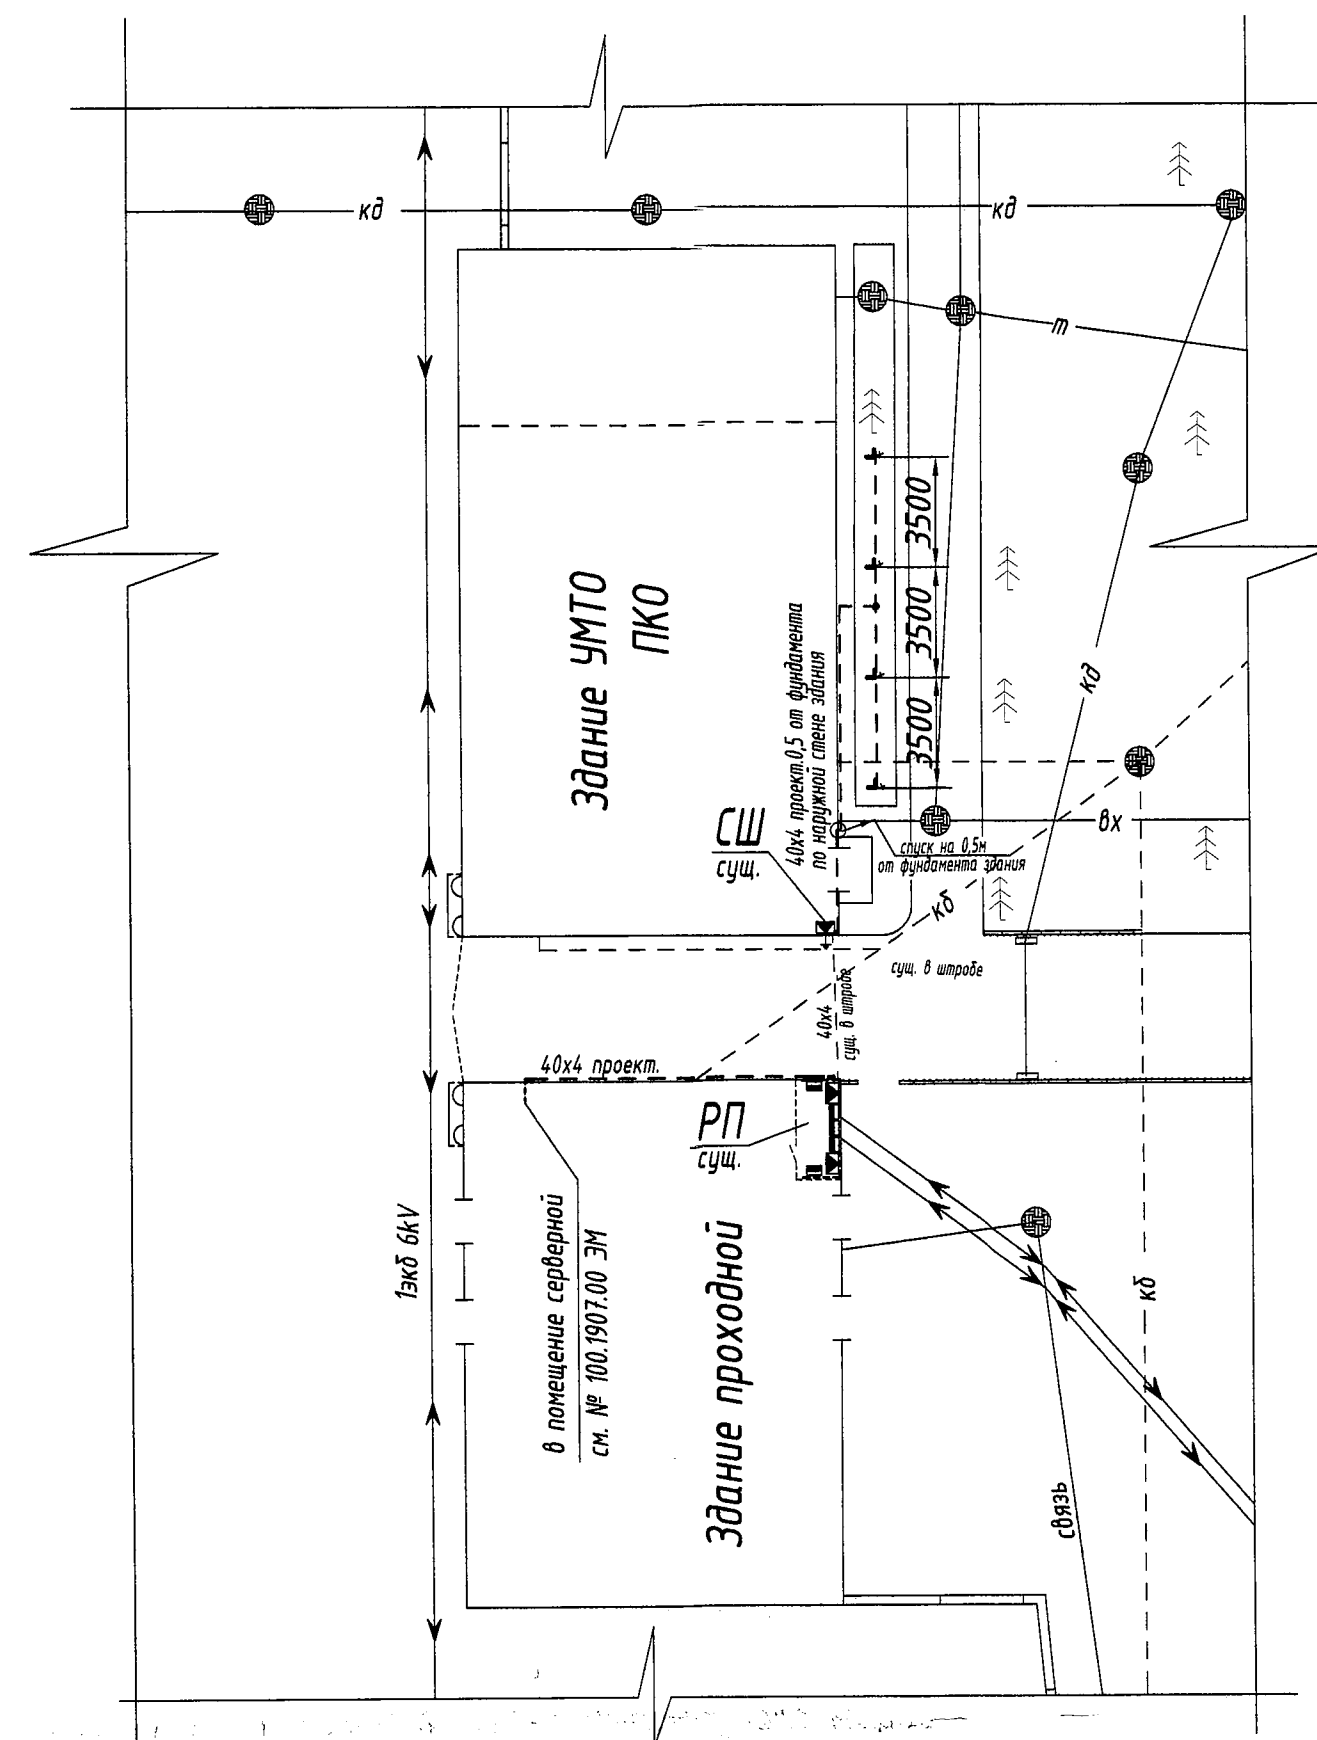 кд
кд
т
3500
3500
3500
Здание УМТО
ПКО
40х4 проект.0,5 от фундамента
по наружной стене здания
кд
СШ
сущ.
вх
спуск на 0,5м
от фундамента здания
кб
сущ. в штробе
40х4
сущ. в штробе
40х4 проект.
РП
сущ.
1экб 6kV
в помещение серверной
см. № 100.1907.00 ЭМ
Здание проходной
кб
связь